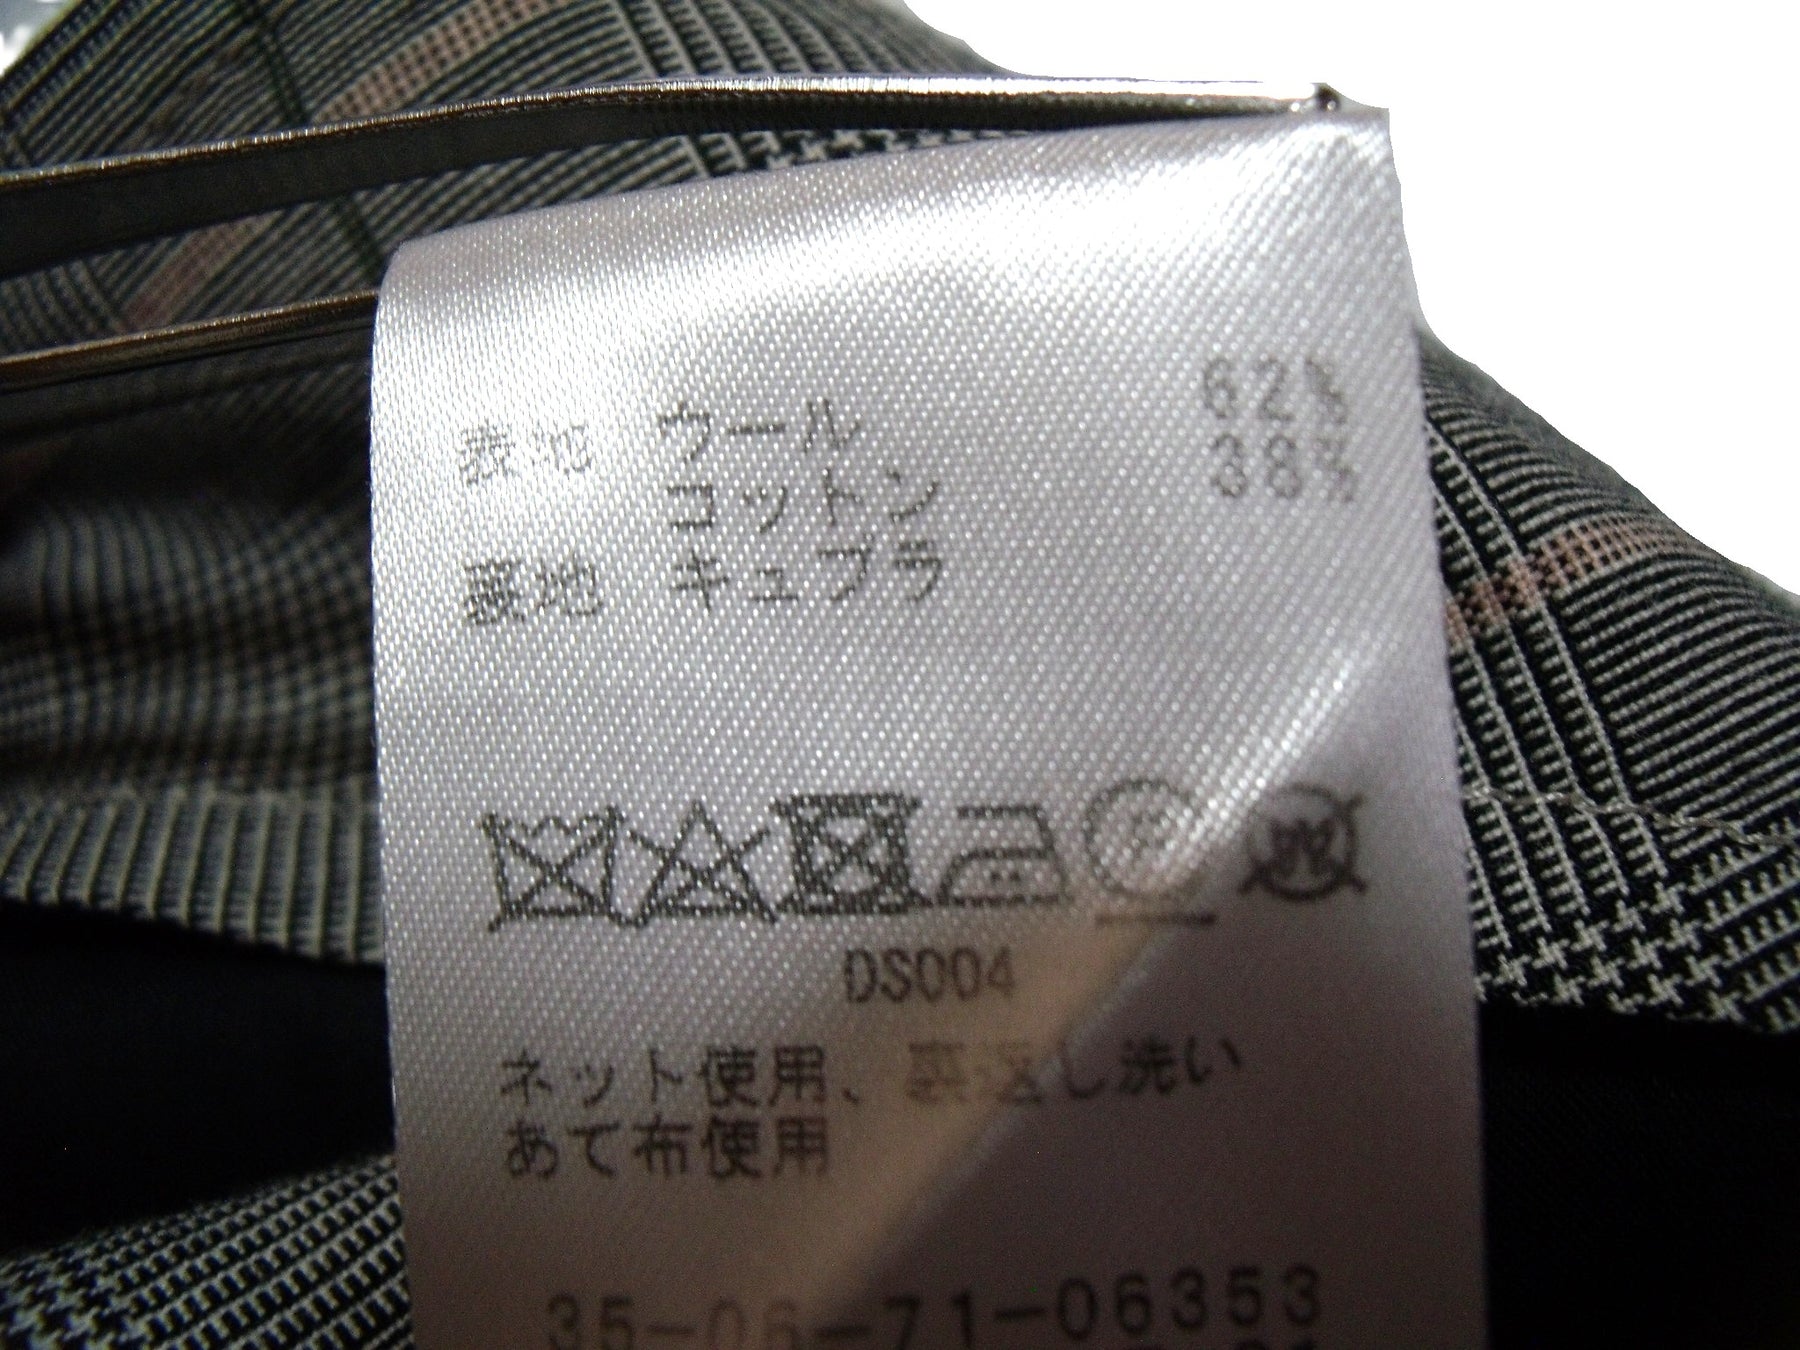 表地 ウール 62%
コットン 38%
裏地 キュプラ
DS004
ネット使用、裏返し洗い
あて布使用
35-06-71-06353